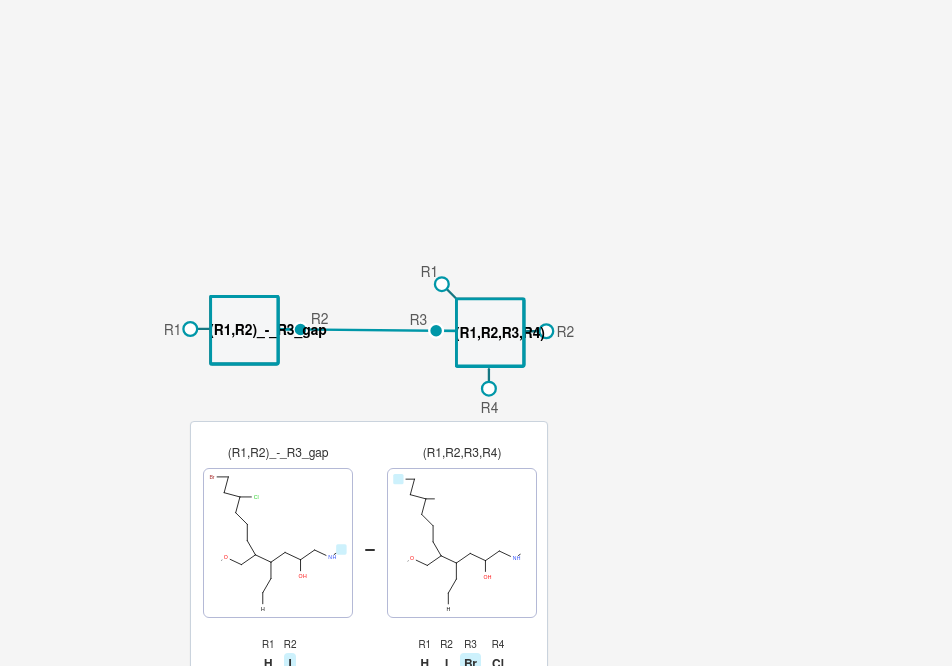 R1
R1
(R1,R2)_-_R3_gap
R2
R3
(R1,R2,R3,R4)
R2
R4
(R1,R2)_-_R3_gap
(R1,R2,R3,R4)
Br
Cl
O
NH
OH
H
–
O
NH
OH
H
R1 R2
H I
R1 R2 R3 R4
H I Br Cl